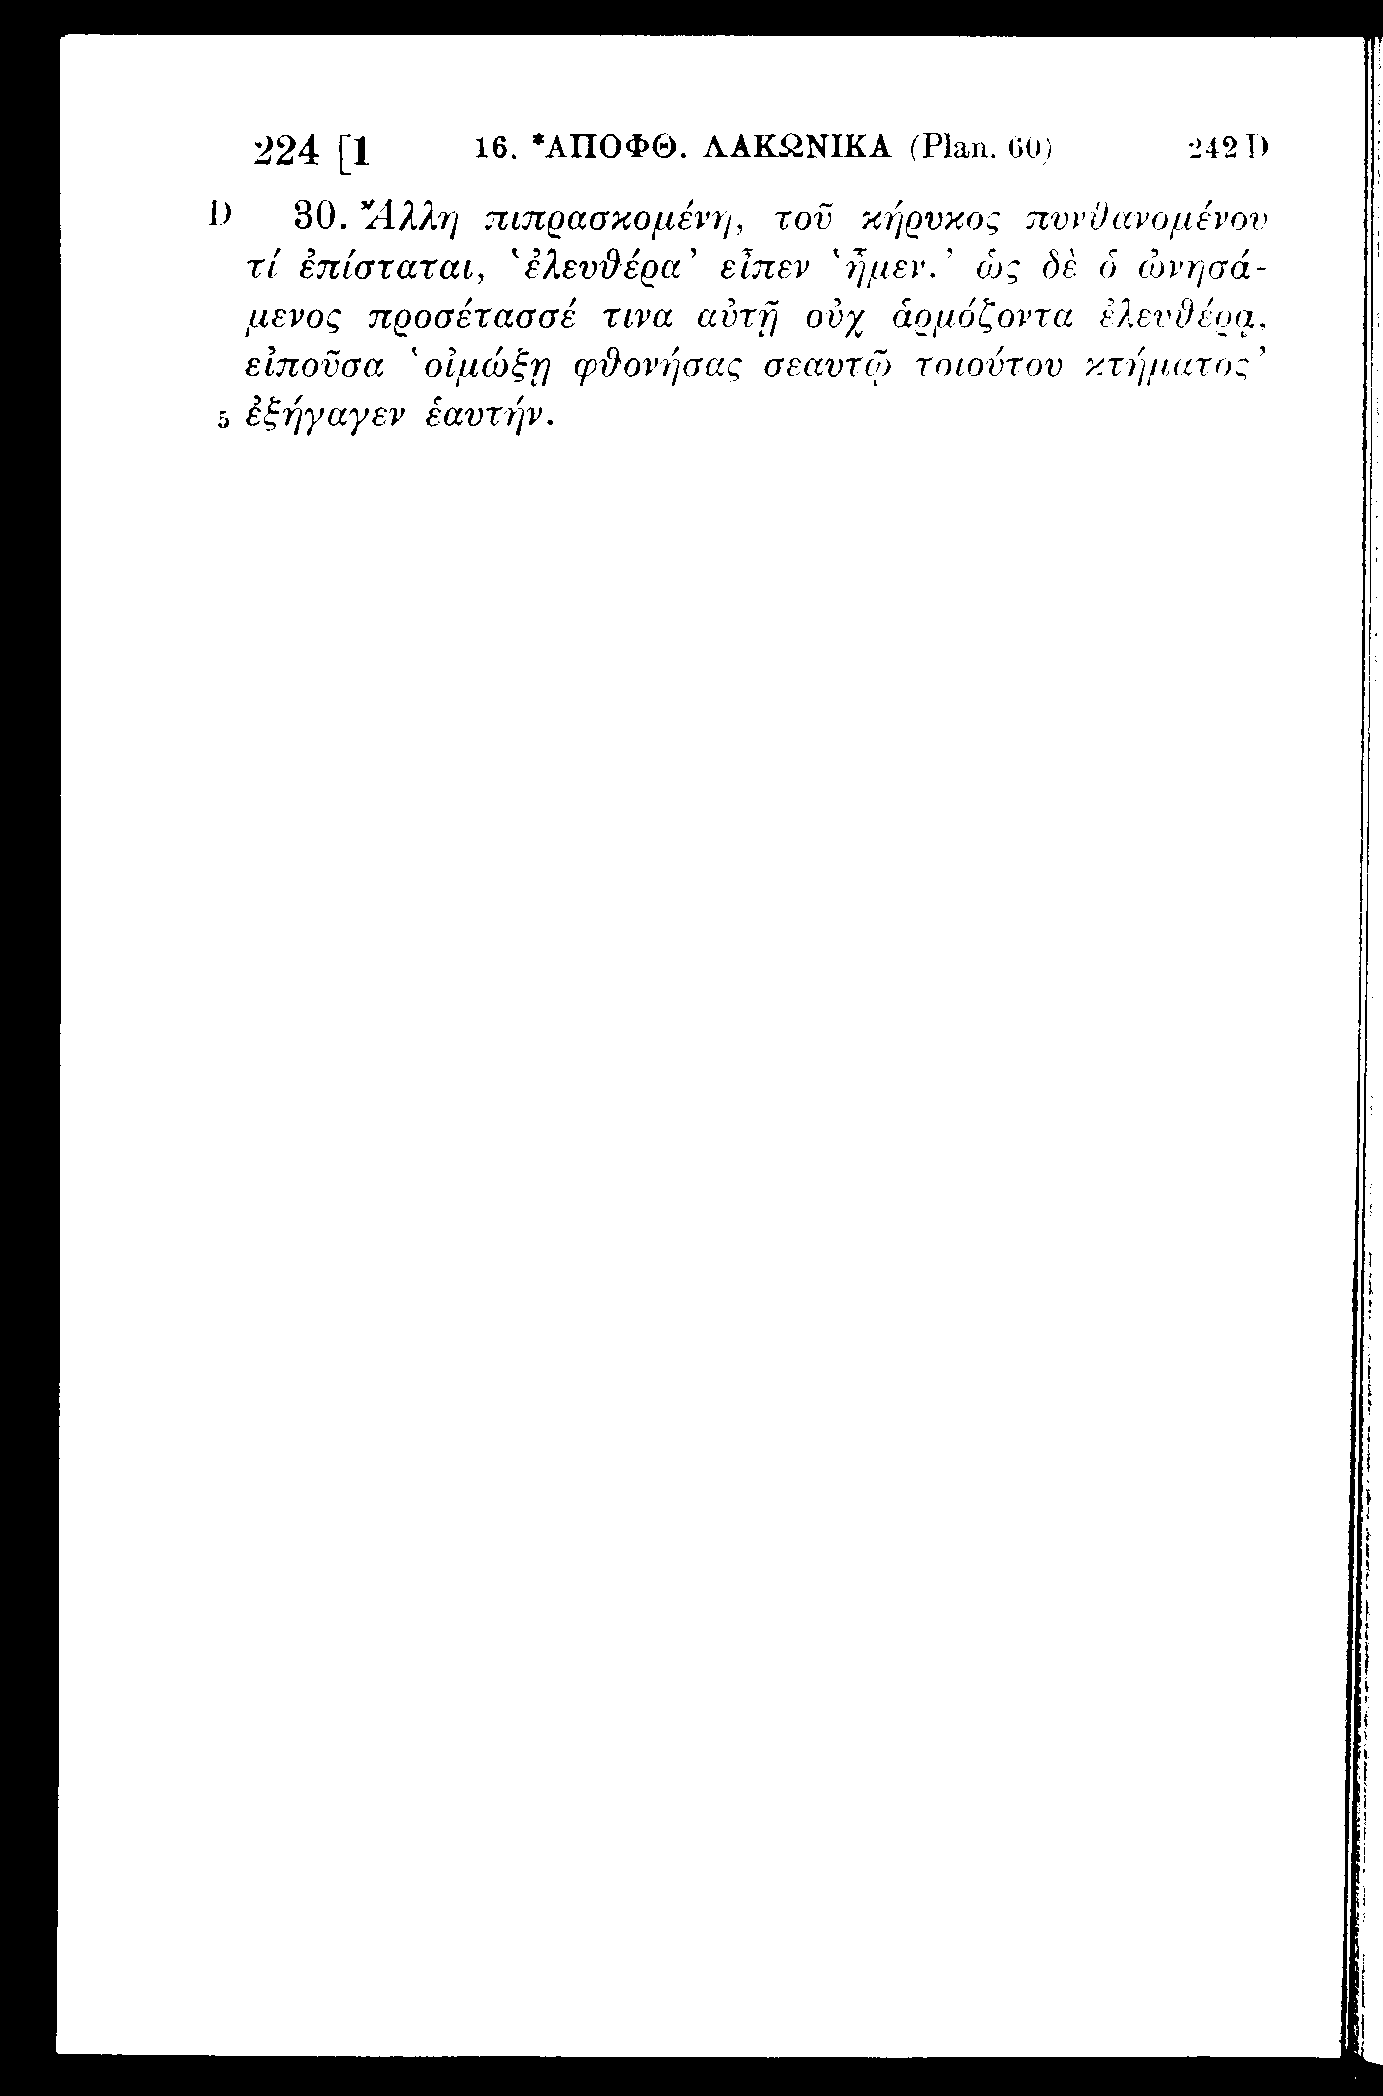 224 [1 16. *ΑΠΟΦΘ. ΛΑΚΩΝΙΚΑ (Plan. 60) 242 D
D 30. Ἄλλη πιπρασκομένη, τοῦ κήρυκος πυνθανομένου
τί ἐπίσταται, ‘ἐλευθέρα’ εἶπεν ‘ἦμεν.’ ὡς δὲ ὁ ὠνησά-
μενος προσέτασσέ τινα αὐτῇ οὐχ ἁρμόζοντα ἐλευθέρᾳ,
εἰποῦσα ‘οἰμώξῃ φθονήσας σεαυτῷ τοιούτου κτήματος’
5 ἐξήγαγεν ἑαυτήν.